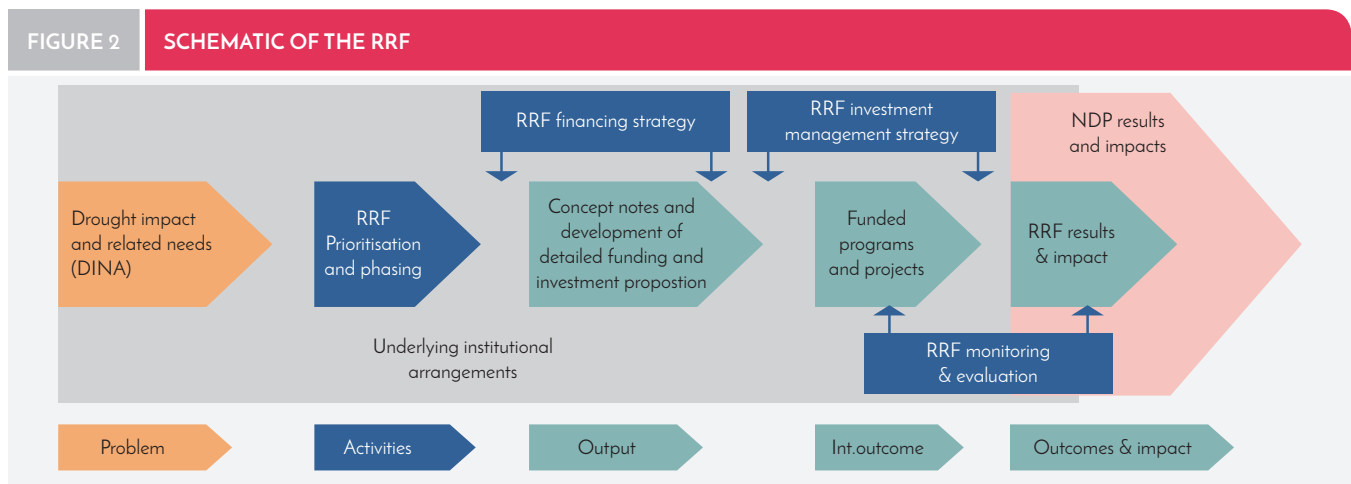 FIGURE 2
SCHEMATIC OF THE RRF
RRF financing strategy
RRF investment
management strategy
NDP results
and impacts
Drought impact
and related needs
(DINA)
RRF
Prioritisation
and phasing
Concept notes and
development of
detailed funding and
investment propostion
Funded
programs
and projects
RRF results
& impact
Underlying institutional
arrangements
RRF monitoring
& evaluation
Problem
Activities
Output
Int.outcome
Outcomes & impact